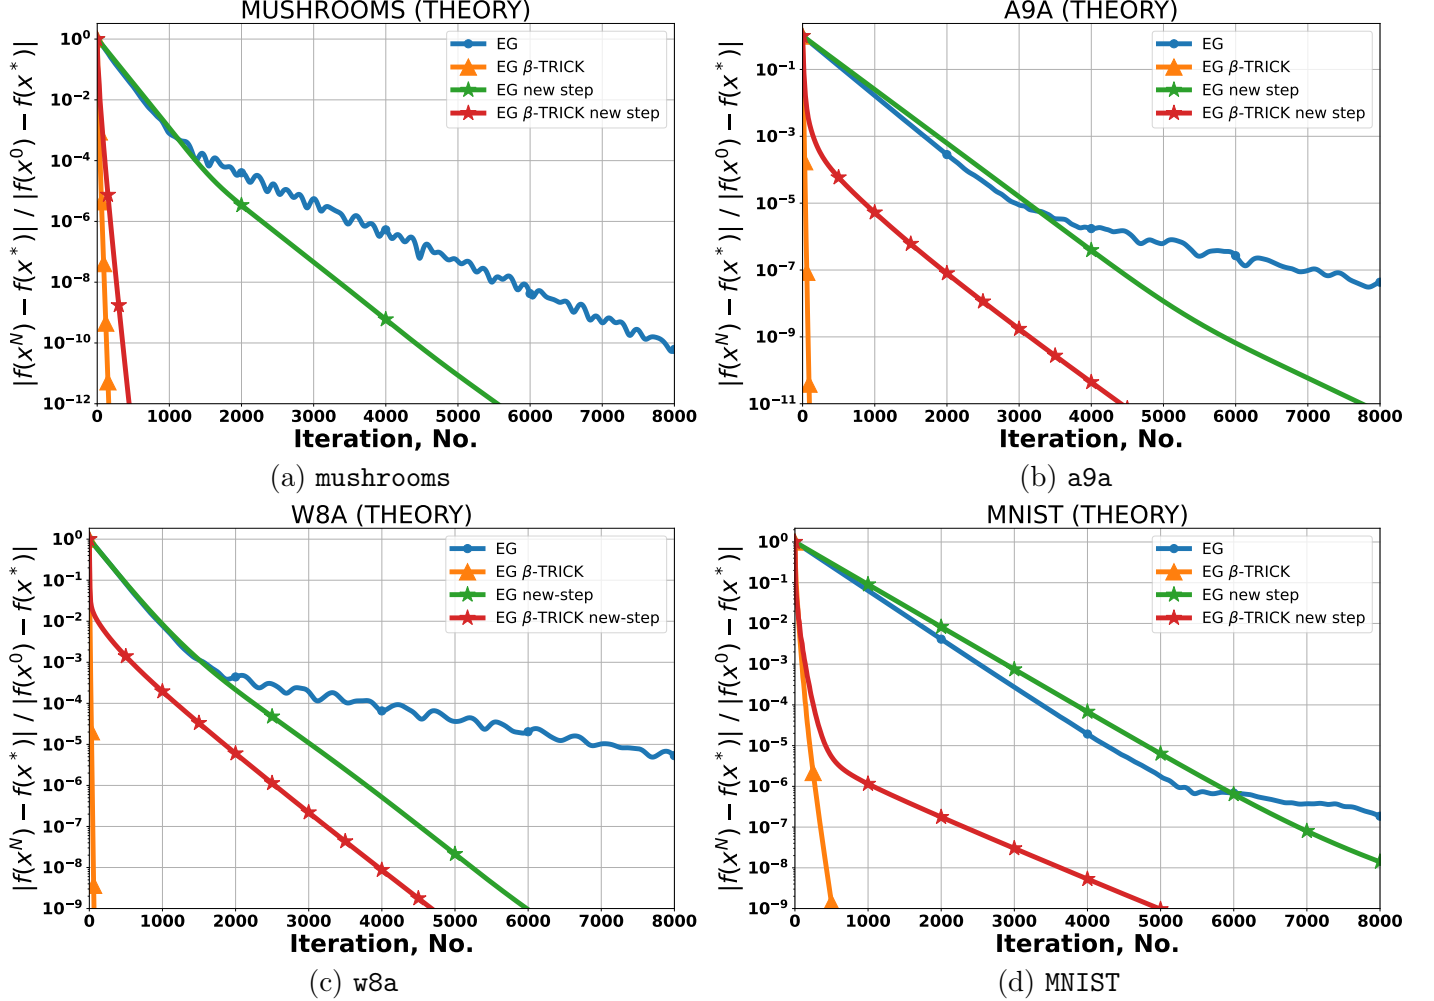 MUSHROOMS (THEORY)
|f(x^N) − f(x^*)| / |f(x^0) − f(x^*)|
10^0
10^−2
10^−4
10^−6
10^−8
10^−10
10^−12
EG
EG β-TRICK
EG new step
EG β-TRICK new step
0 1000 2000 3000 4000 5000 6000 7000 8000
Iteration, No.
(a) mushrooms
A9A (THEORY)
|f(x^N) − f(x^*)| / |f(x^0) − f(x^*)|
10^−1
10^−3
10^−5
10^−7
10^−9
10^−11
EG
EG β-TRICK
EG new step
EG β-TRICK new step
0 1000 2000 3000 4000 5000 6000 7000 8000
Iteration, No.
(b) a9a
W8A (THEORY)
|f(x^N) − f(x^*)| / |f(x^0) − f(x^*)|
10^0
10^−1
10^−2
10^−3
10^−4
10^−5
10^−6
10^−7
10^−8
10^−9
EG
EG β-TRICK
EG new-step
EG β-TRICK new-step
0 1000 2000 3000 4000 5000 6000 7000 8000
Iteration, No.
(c) w8a
MNIST (THEORY)
|f(x^N) − f(x^*)| / |f(x^0) − f(x^*)|
10^0
10^−1
10^−2
10^−3
10^−4
10^−5
10^−6
10^−7
10^−8
10^−9
EG
EG β-TRICK
EG new step
EG β-TRICK new step
0 1000 2000 3000 4000 5000 6000 7000 8000
Iteration, No.
(d) MNIST